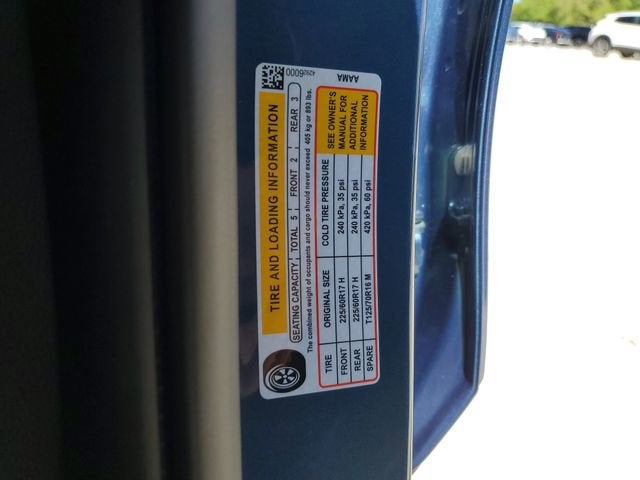 TIRE AND LOADING INFORMATION
SEATING CAPACITY TOTAL 5 FRONT 2 REAR 3
The combined weight of occupants and cargo should never exceed 405 kg or 893 lbs.
TIRE ORIGINAL SIZE COLD TIRE PRESSURE
FRONT 225/60R17 H 240 kPa, 35 psi
REAR 225/60R17 H 240 kPa, 35 psi
SPARE T125/70R16 M 420 kPa, 60 psi
SEE OWNER'S
MANUAL FOR
ADDITIONAL
INFORMATION
42926000
AAMA